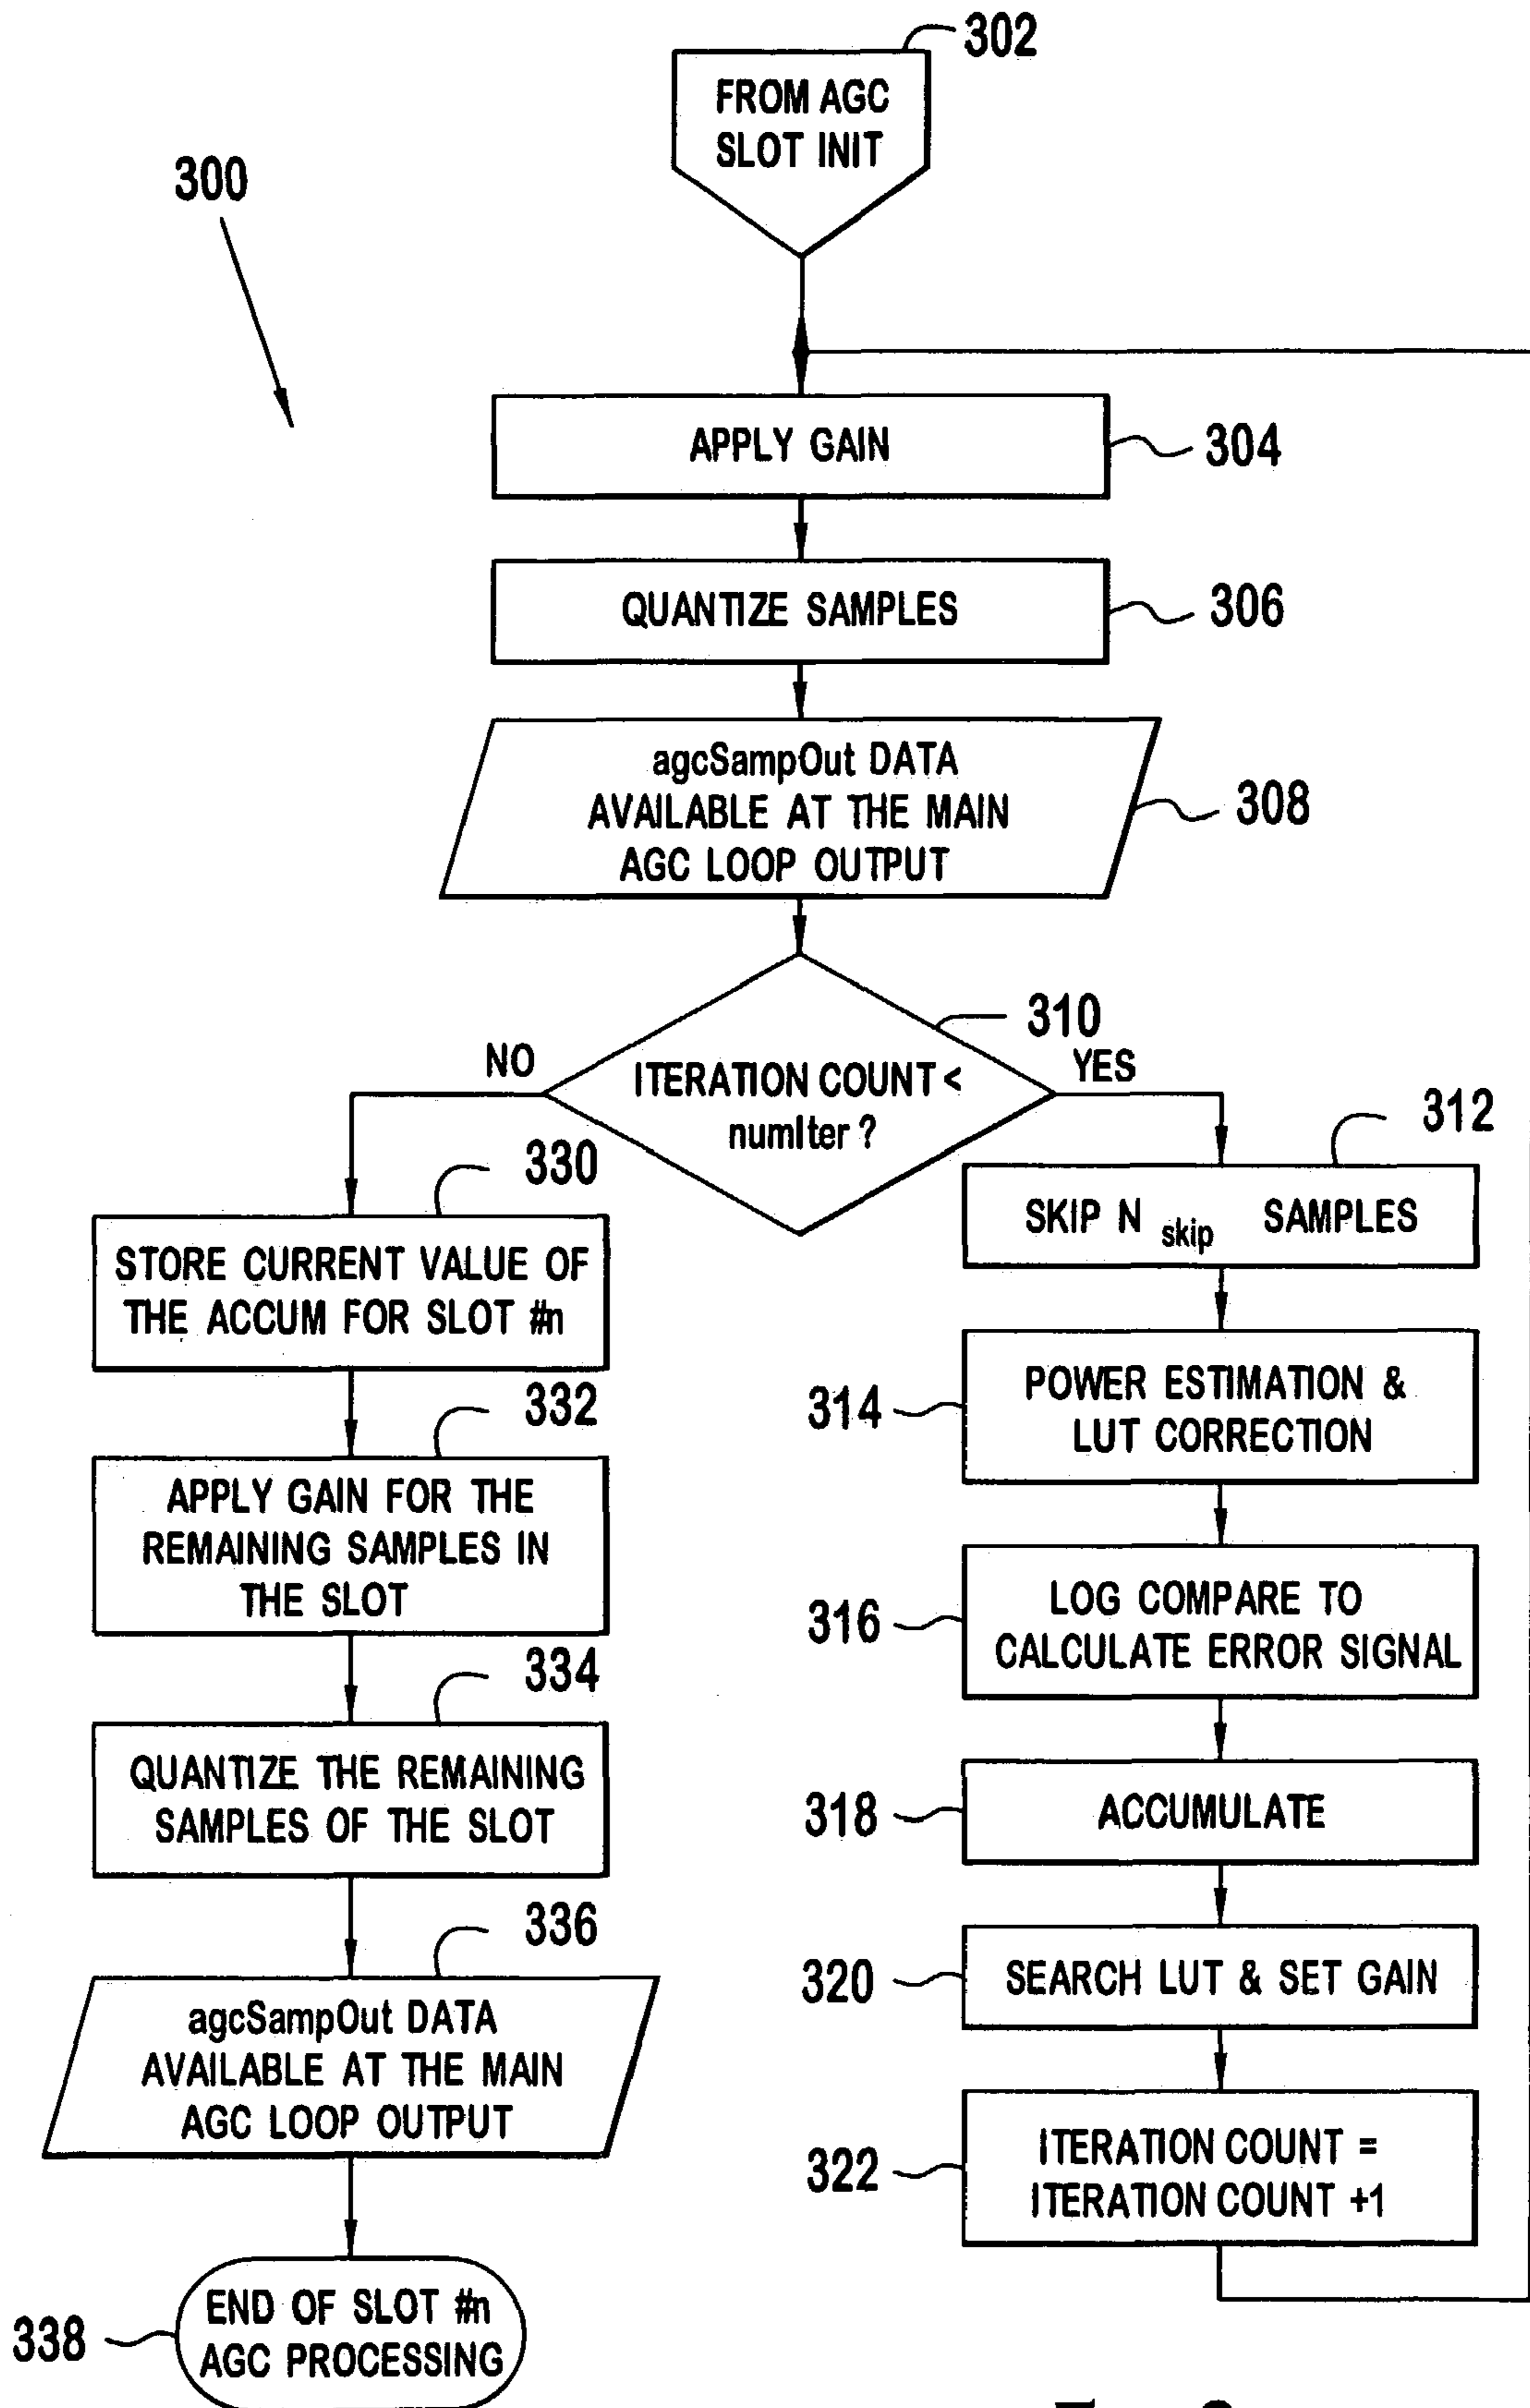 302
FROM AGC
SLOT INIT
300
APPLY GAIN
304
QUANTIZE SAMPLES
306
agcSampOut DATA
AVAILABLE AT THE MAIN
AGC LOOP OUTPUT
308
310
NO
YES
ITERATION COUNT <
numIter ?
312
SKIP N skip SAMPLES
330
STORE CURRENT VALUE OF
THE ACCUM FOR SLOT #n
314
POWER ESTIMATION &
LUT CORRECTION
332
APPLY GAIN FOR THE
REMAINING SAMPLES IN
THE SLOT
316
LOG COMPARE TO
CALCULATE ERROR SIGNAL
334
QUANTIZE THE REMAINING
SAMPLES OF THE SLOT
318
ACCUMULATE
336
agcSampOut DATA
AVAILABLE AT THE MAIN
AGC LOOP OUTPUT
320
SEARCH LUT & SET GAIN
322
ITERATION COUNT =
ITERATION COUNT +1
338
END OF SLOT #n
AGC PROCESSING